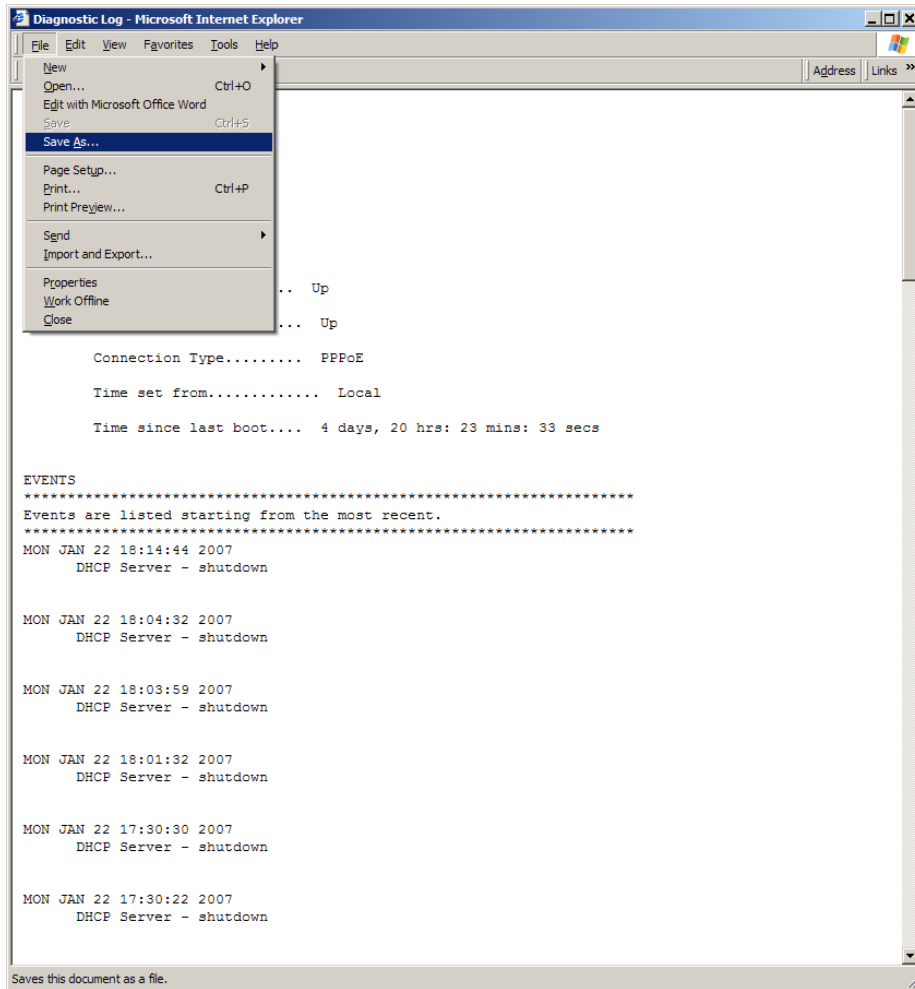 Diagnostic Log - Microsoft Internet Explorer
File Edit View Favorites Tools Help
Address Links »
New
Open... Ctrl+O
Edit with Microsoft Office Word
Save Ctrl+S
Save As...
Page Setup...
Print... Ctrl+P
Print Preview...
Send
Import and Export...
Properties
Work Offline
Close
.. Up
... Up
Connection Type......... PPPoE
Time set from............. Local
Time since last boot.... 4 days, 20 hrs: 23 mins: 33 secs
EVENTS
**********************************************************************
Events are listed starting from the most recent.
**********************************************************************
MON JAN 22 18:14:44 2007
DHCP Server - shutdown
MON JAN 22 18:04:32 2007
DHCP Server - shutdown
MON JAN 22 18:03:59 2007
DHCP Server - shutdown
MON JAN 22 18:01:32 2007
DHCP Server - shutdown
MON JAN 22 17:30:30 2007
DHCP Server - shutdown
MON JAN 22 17:30:22 2007
DHCP Server - shutdown
Saves this document as a file.